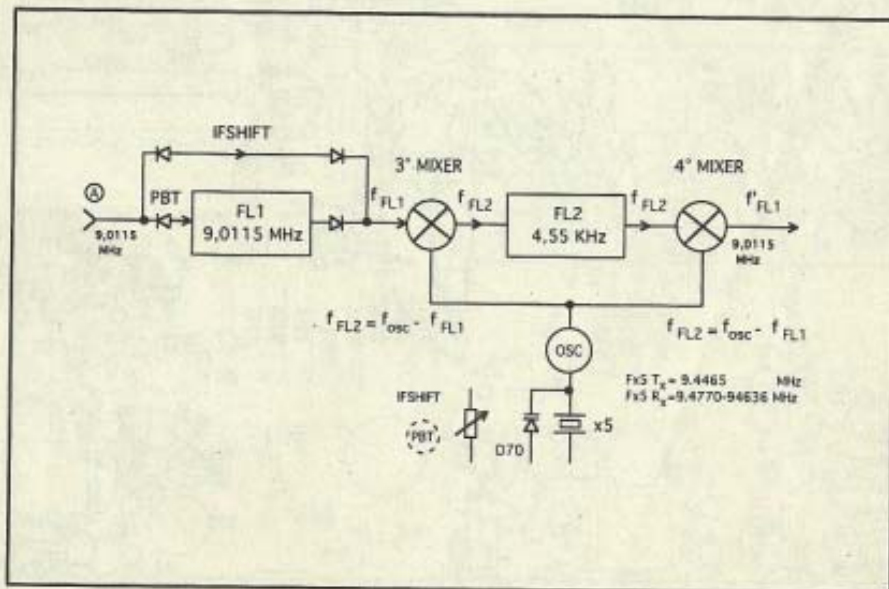 IFSHIFT
3° MIXER
4° MIXER
A
PBT
FL1
9,0115 MHz
f FL1
f FL2
FL2
4,55 KHz
f FL2
f' FL1
9,0115
MHz
9,0115
MHz
f FL2 = f osc - f FL1
f FL2 = f osc - f FL1
OSC
Fx5 Tx = 9.4465 MHz
Fx5 Rx =9.4770-94636 MHz
IFSHIFT
PBT
D70
x5